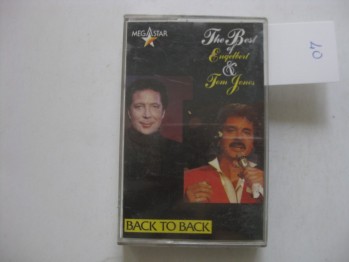 MEGASTAR
The Best
of
Engelbert
&
Tom Jones
BACK TO BACK
07